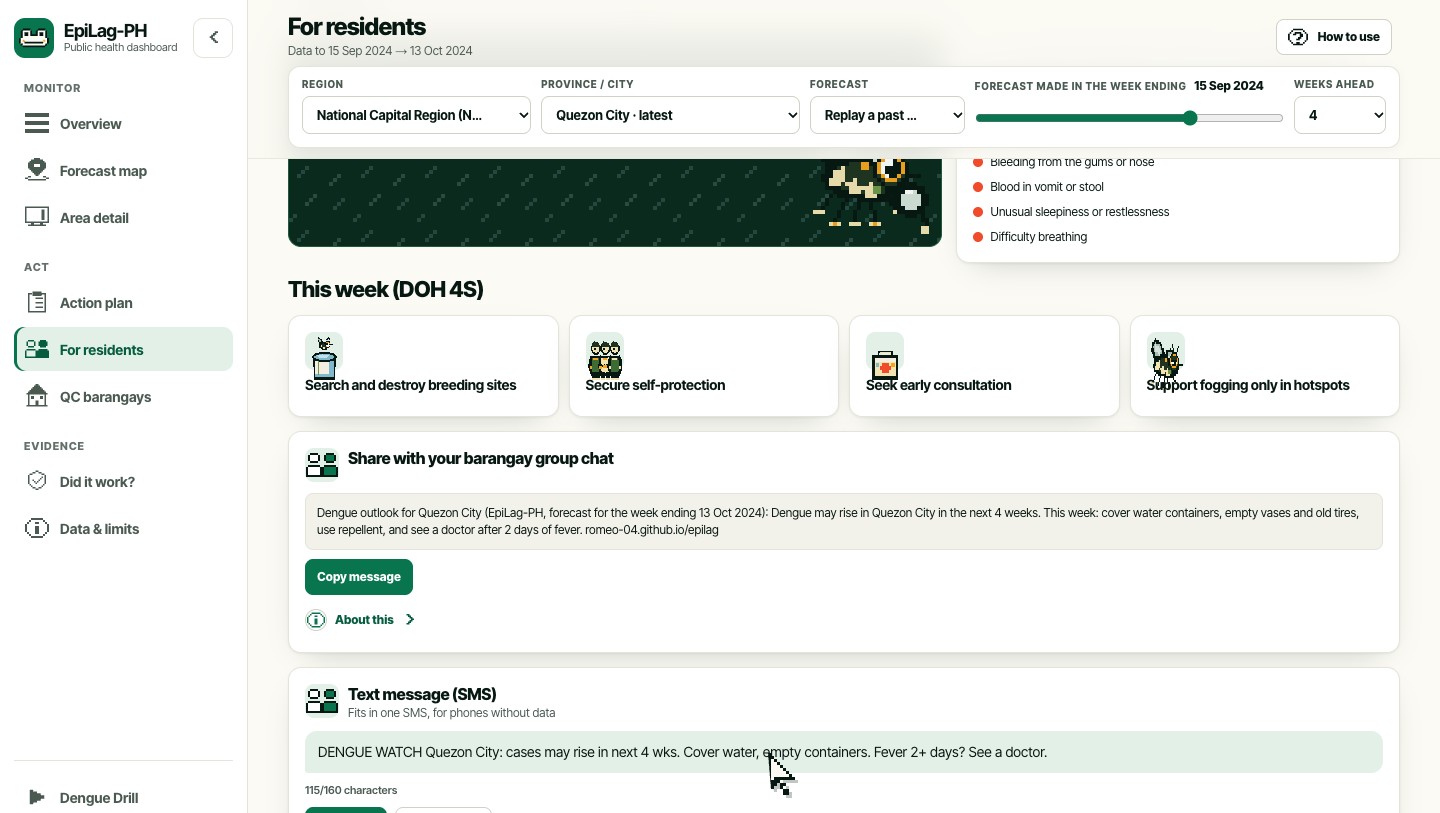 EpiLag-PH
Public health dashboard
MONITOR
Overview
Forecast map
Area detail
ACT
Action plan
For residents
QC barangays
EVIDENCE
Did it work?
Data & limits
Dengue Drill
For residents
Data to 15 Sep 2024 → 13 Oct 2024
How to use
REGION
National Capital Region (N...
PROVINCE / CITY
Quezon City · latest
FORECAST
Replay a past ...
FORECAST MADE IN THE WEEK ENDING 15 Sep 2024
WEEKS AHEAD
4
Bleeding from the gums or nose
Blood in vomit or stool
Unusual sleepiness or restlessness
Difficulty breathing
This week (DOH 4S)
Search and destroy breeding sites
Secure self-protection
Seek early consultation
Support fogging only in hotspots
Share with your barangay group chat
Dengue outlook for Quezon City (EpiLag-PH, forecast for the week ending 13 Oct 2024): Dengue may rise in Quezon City in the next 4 weeks. This week: cover water containers, empty vases and old tires,
use repellent, and see a doctor after 2 days of fever. romeo-04.github.io/epilag
Copy message
About this
Text message (SMS)
Fits in one SMS, for phones without data
DENGUE WATCH Quezon City: cases may rise in next 4 wks. Cover water, empty containers. Fever 2+ days? See a doctor.
115/160 characters